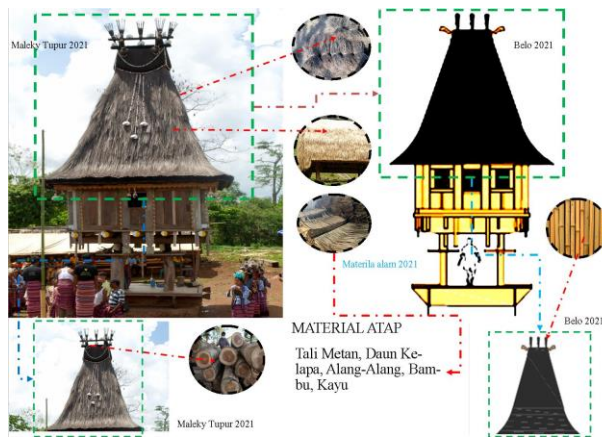 Maleky Tupur 2021
Belo 2021
Materila alam 2021
MATERIAL ATAP
Tali Metan, Daun Ke-
lapa, Alang-Alang, Bam-
bu, Kayu
Belo 2021
Maleky Tupur 2021